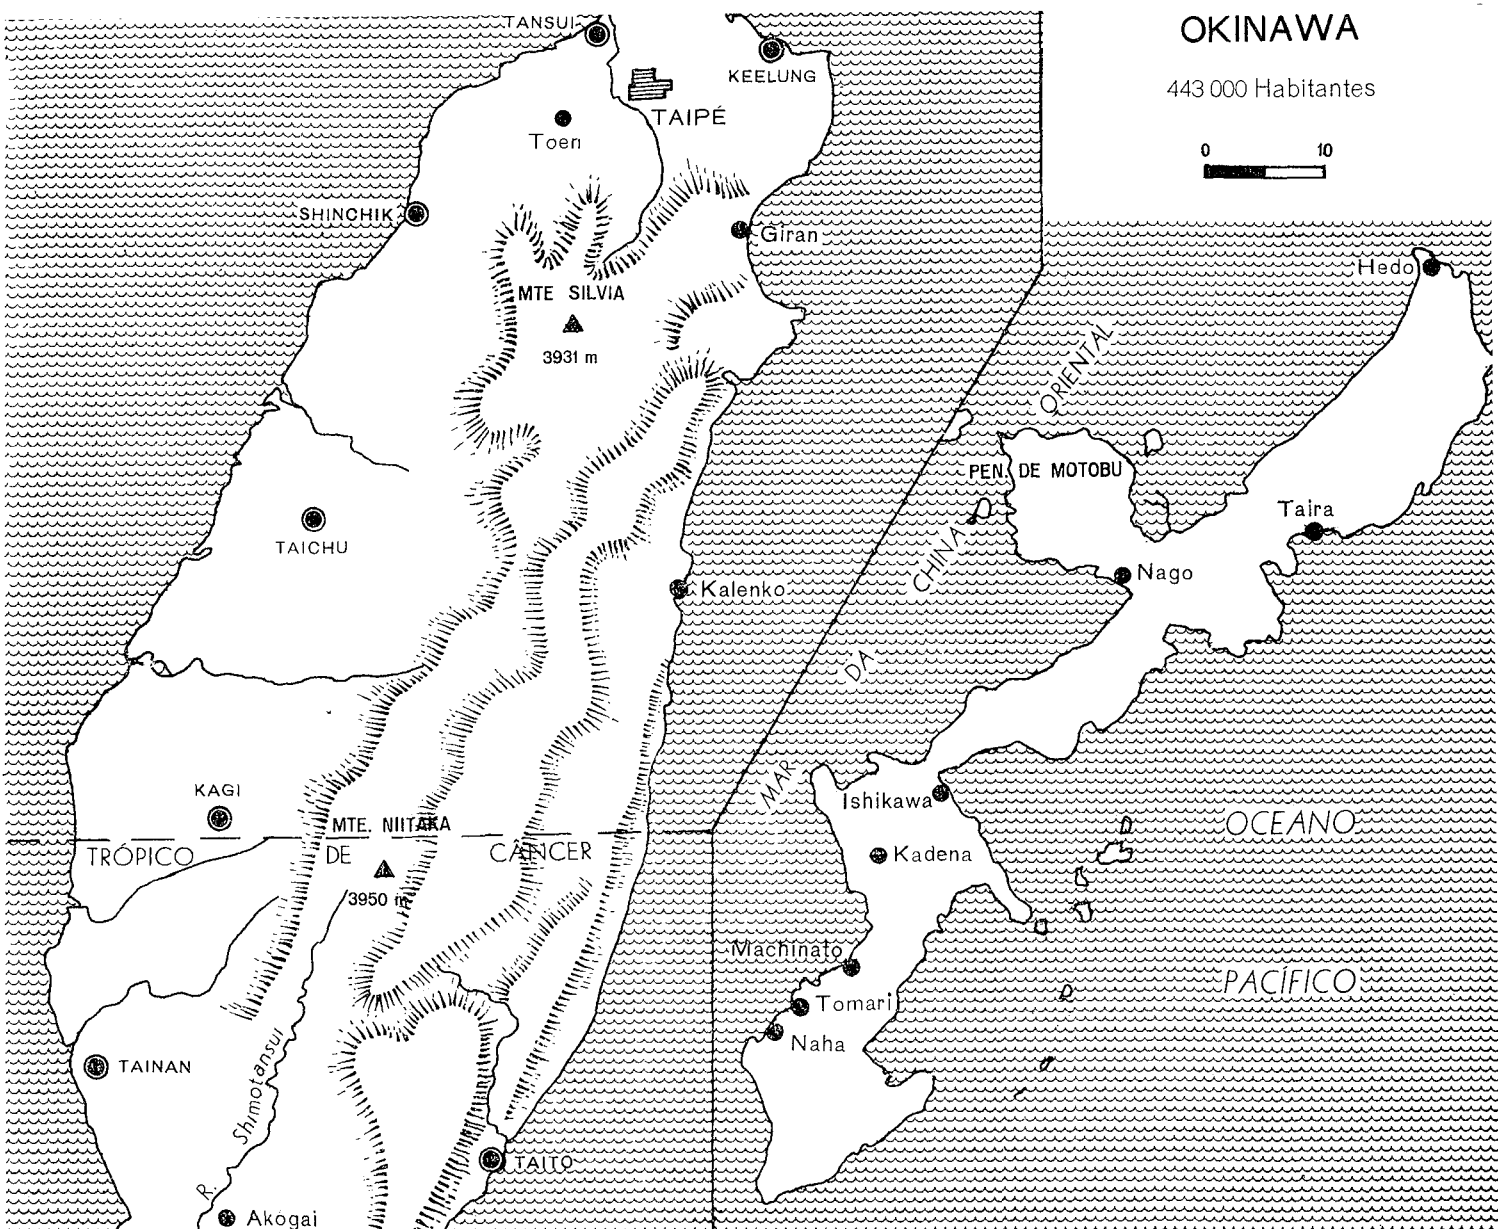 TANSUI
KEELUNG
TAIPÉ
Toen
SHINCHIK
Giran
MTE SILVIA
3931 m
TAICHU
Kalenko
KAGI
MTE. NIITAKA
3950 m
TRÓPICO DE CÂNCER
TAINAN
R. Shimotansui
TAITO
Akógai
OKINAWA
443 000 Habitantes
0 10
Hedo
MAR DA CHINA ORIENTAL
PEN. DE MOTOBU
Taira
Nago
Ishikawa
Kadena
OCEANO
PACÍFICO
Machinato
Tomari
Naha